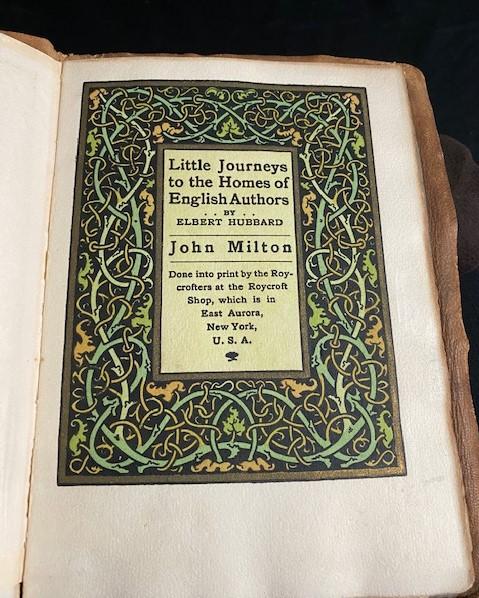 Little Journeys
to the Homes of
English Authors
. . BY . .
ELBERT HUBBARD
John Milton
Done into print by the Roy-
crofters at the Roycroft
Shop, which is in
East Aurora,
New York,
U. S. A.